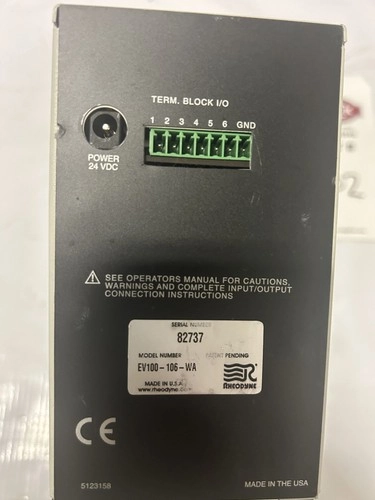 TERM. BLOCK I/O
1 2 3 4 5 6 GND
POWER
24 VDC
SEE OPERATORS MANUAL FOR CAUTIONS,
WARNINGS AND COMPLETE INPUT/OUTPUT
CONNECTION INSTRUCTIONS
SERIAL NUMBER
82737
MODEL NUMBER PATENT PENDING
EV100-106-WA
RHEODYNE
MADE IN U.S.A.
www.rheodyne.com
CE
5123158 MADE IN THE USA